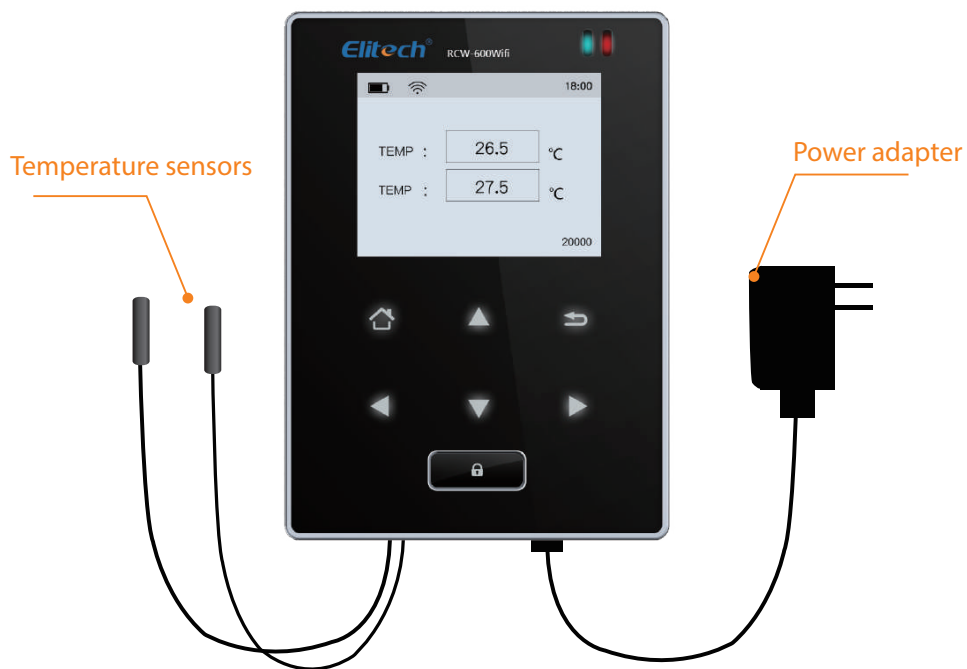 Elitech® RCW-600Wifi
18:00
TEMP : 26.5 ℃
TEMP : 27.5 ℃
20000
Temperature sensors
Power adapter